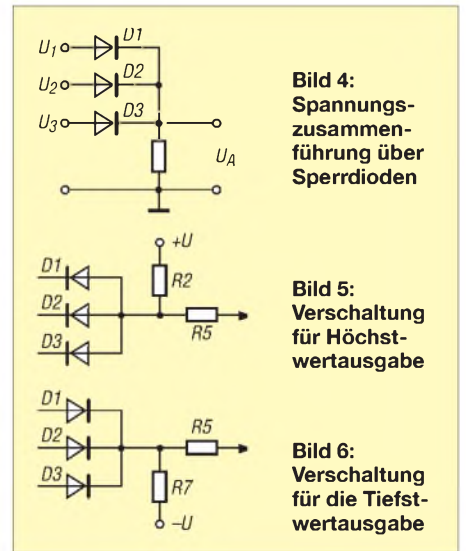 D1
U1
D2
U2
D3
U3
UA
Bild 4:
Spannungs-
zusammen-
führung über
Sperrdioden
+U
D1
R2
D2
R5
D3
Bild 5:
Verschaltung
für Höchst-
wertausgabe
D1
R5
D2
D3
R7
–U
Bild 6:
Verschaltung
für die Tiefst-
wertausgabe